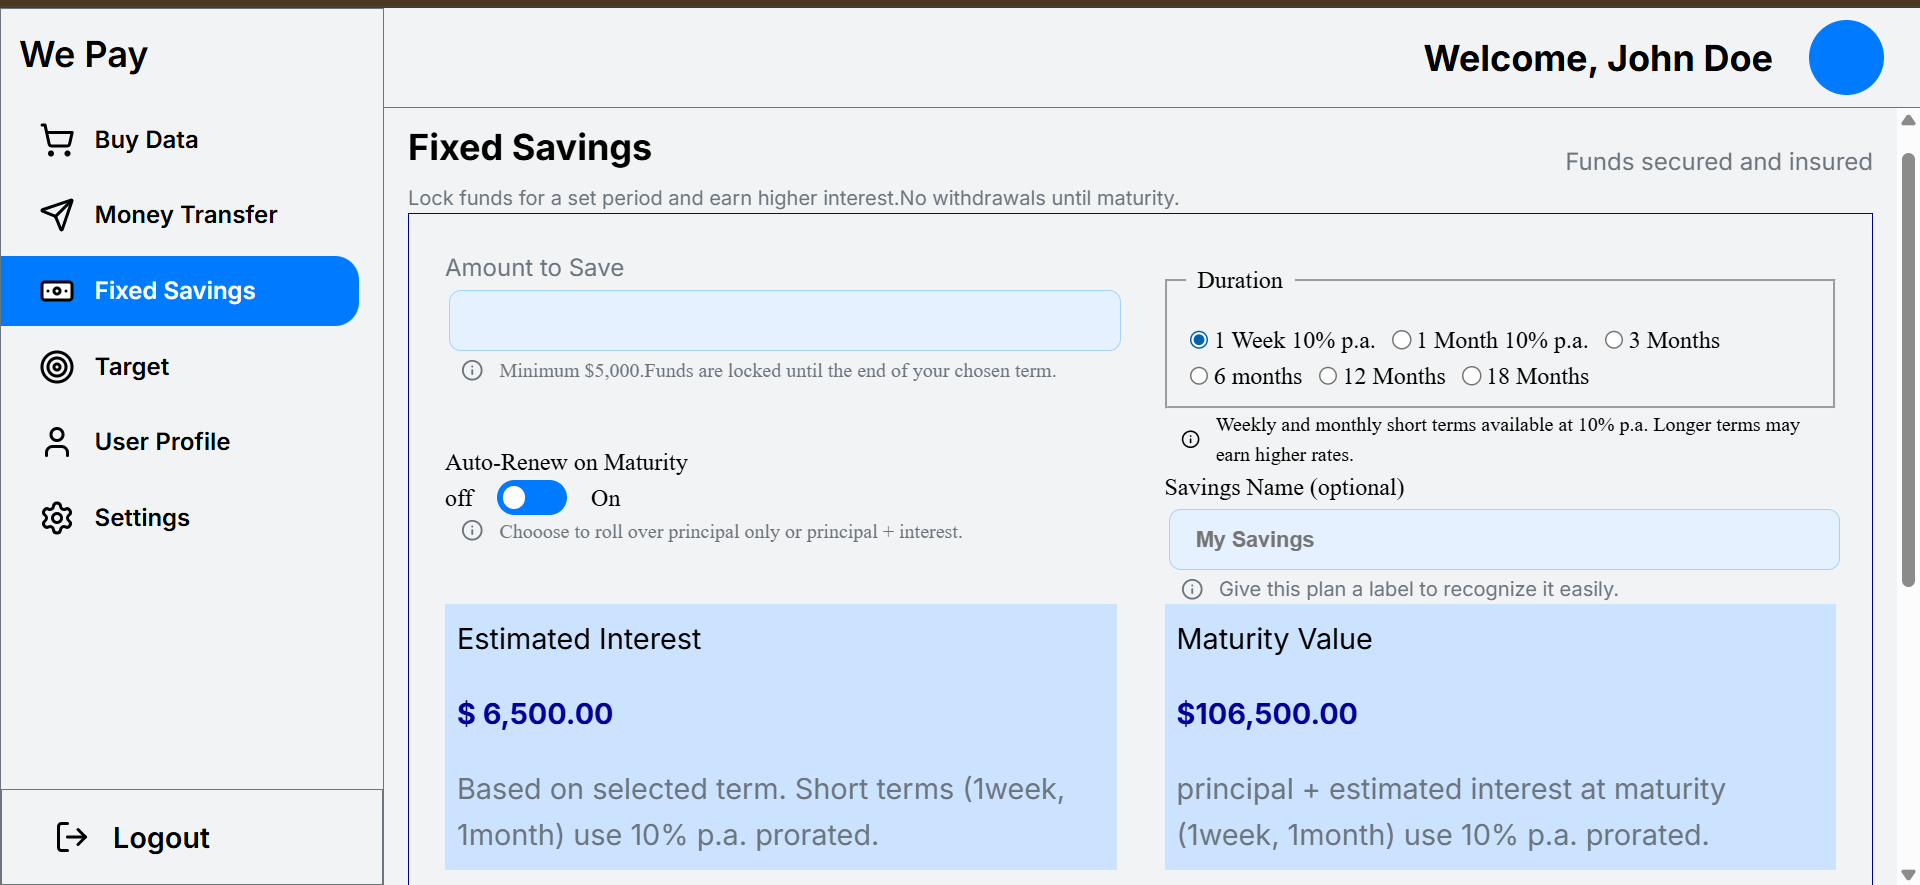 We Pay
Welcome, John Doe
Buy Data
Money Transfer
Fixed Savings
Target
User Profile
Settings
Logout
Fixed Savings
Funds secured and insured
Lock funds for a set period and earn higher interest.No withdrawals until maturity.
Amount to Save
Minimum $5,000.Funds are locked until the end of your chosen term.
Duration
1 Week 10% p.a. 1 Month 10% p.a. 3 Months
6 months 12 Months 18 Months
Weekly and monthly short terms available at 10% p.a. Longer terms may
earn higher rates.
Auto-Renew on Maturity
off On
Chooose to roll over principal only or principal + interest.
Savings Name (optional)
My Savings
Give this plan a label to recognize it easily.
Estimated Interest
$ 6,500.00
Based on selected term. Short terms (1week,
1month) use 10% p.a. prorated.
Maturity Value
$106,500.00
principal + estimated interest at maturity
(1week, 1month) use 10% p.a. prorated.